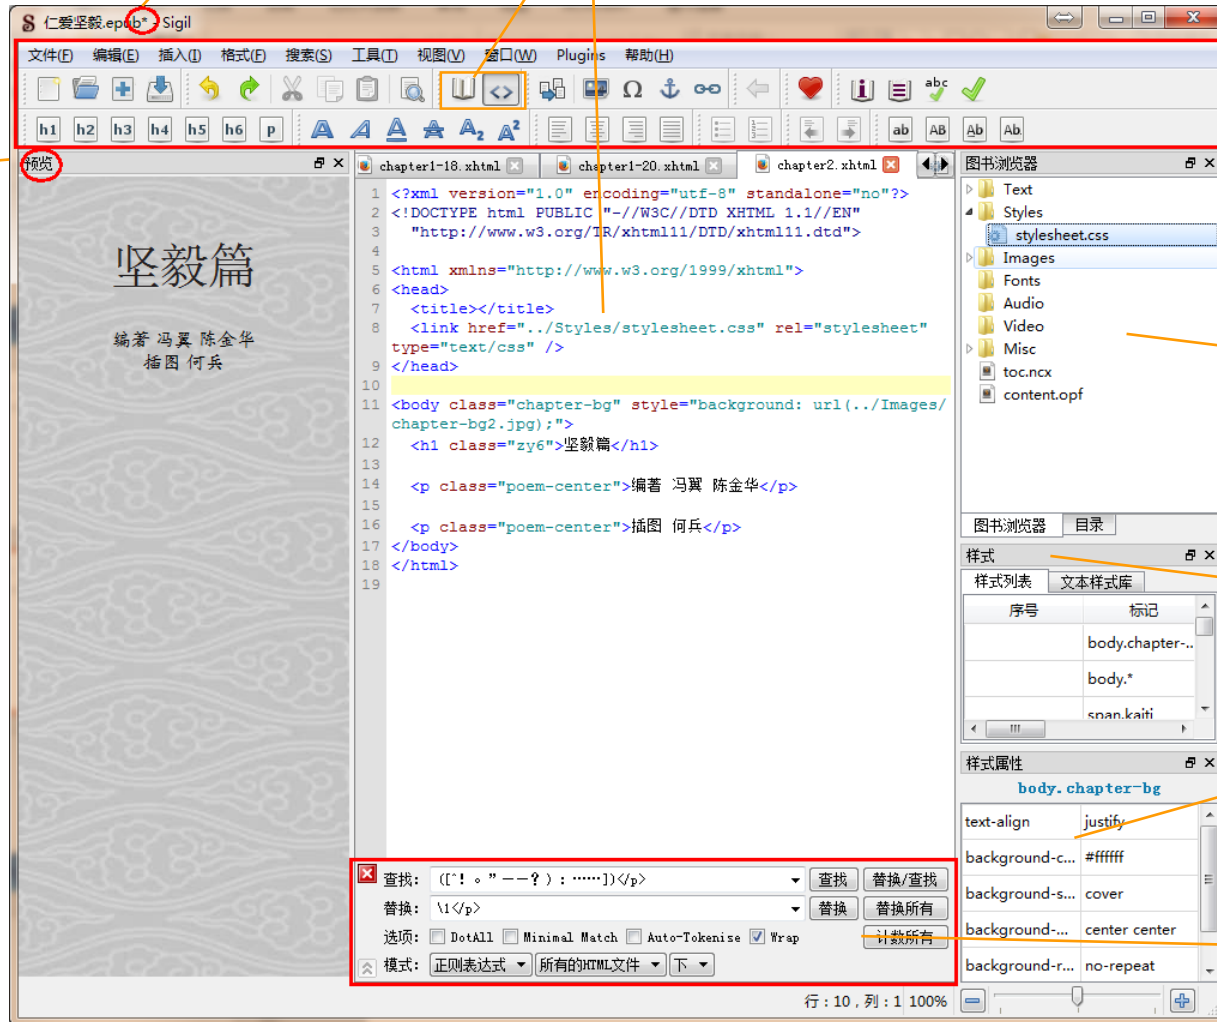 仁爱坚毅.epub* - Sigil
文件(F) 编辑(E) 插入(I) 格式(F) 搜索(S) 工具(T) 视图(V) 窗口(W) Plugins 帮助(H)
h1 h2 h3 h4 h5 h6 p A A A A A₂ A² ab AB Ab Ab
预览
坚毅篇
编著 冯翼 陈金华
插图 何兵
chapter1-18.xhtml chapter1-20.xhtml chapter2.xhtml
1 <?xml version="1.0" encoding="utf-8" standalone="no"?>
2 <!DOCTYPE html PUBLIC "-//W3C//DTD XHTML 1.1//EN"
3 "http://www.w3.org/TR/xhtml11/DTD/xhtml11.dtd">
4
5 <html xmlns="http://www.w3.org/1999/xhtml">
6 <head>
7 <title></title>
8 <link href="../Styles/stylesheet.css" rel="stylesheet"
type="text/css" />
9 </head>
10
11 <body class="chapter-bg" style="background: url(../Images/
chapter-bg2.jpg);">
12 <h1 class="zy6">坚毅篇</h1>
13
14 <p class="poem-center">编著 冯翼 陈金华</p>
15
16 <p class="poem-center">插图 何兵</p>
17 </body>
18 </html>
19
图书浏览器
Text
Styles
stylesheet.css
Images
Fonts
Audio
Video
Misc
toc.ncx
content.opf
图书浏览器 目录
样式
样式列表 文本样式库
序号 标记
body.chapter-..
body.*
span.kaiti
样式属性
body.chapter-bg
text-align justify
background-c... #ffffff
background-s... cover
background-... center center
background-r... no-repeat
查找: ([^！。”——？）：……])</p> 查找 替换/查找
替换: \1</p> 替换 替换所有
选项: DotAll Minimal Match Auto-Tokenise Wrap 计数所有
模式: 正则表达式 所有的HTML文件 下
行：10，列：1 100%